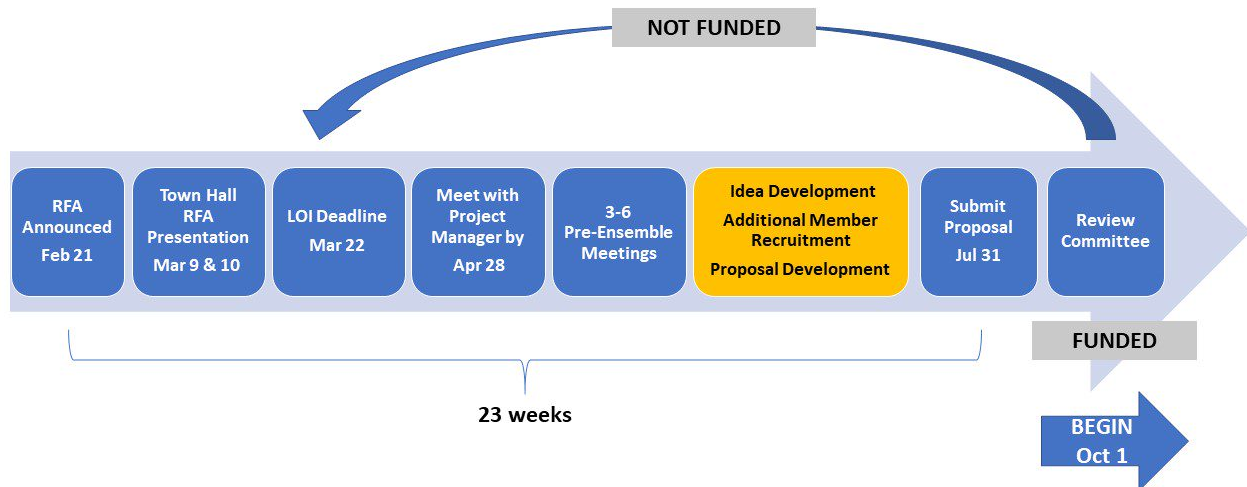 NOT FUNDED
RFA
Announced
Feb 21
Town Hall
RFA
Presentation
Mar 9 & 10
LOI Deadline
Mar 22
Meet with
Project
Manager by
Apr 28
3-6
Pre-Ensemble
Meetings
Idea Development
Additional Member
Recruitment
Proposal Development
Submit
Proposal
Jul 31
Review
Committee
FUNDED
23 weeks
BEGIN
Oct 1